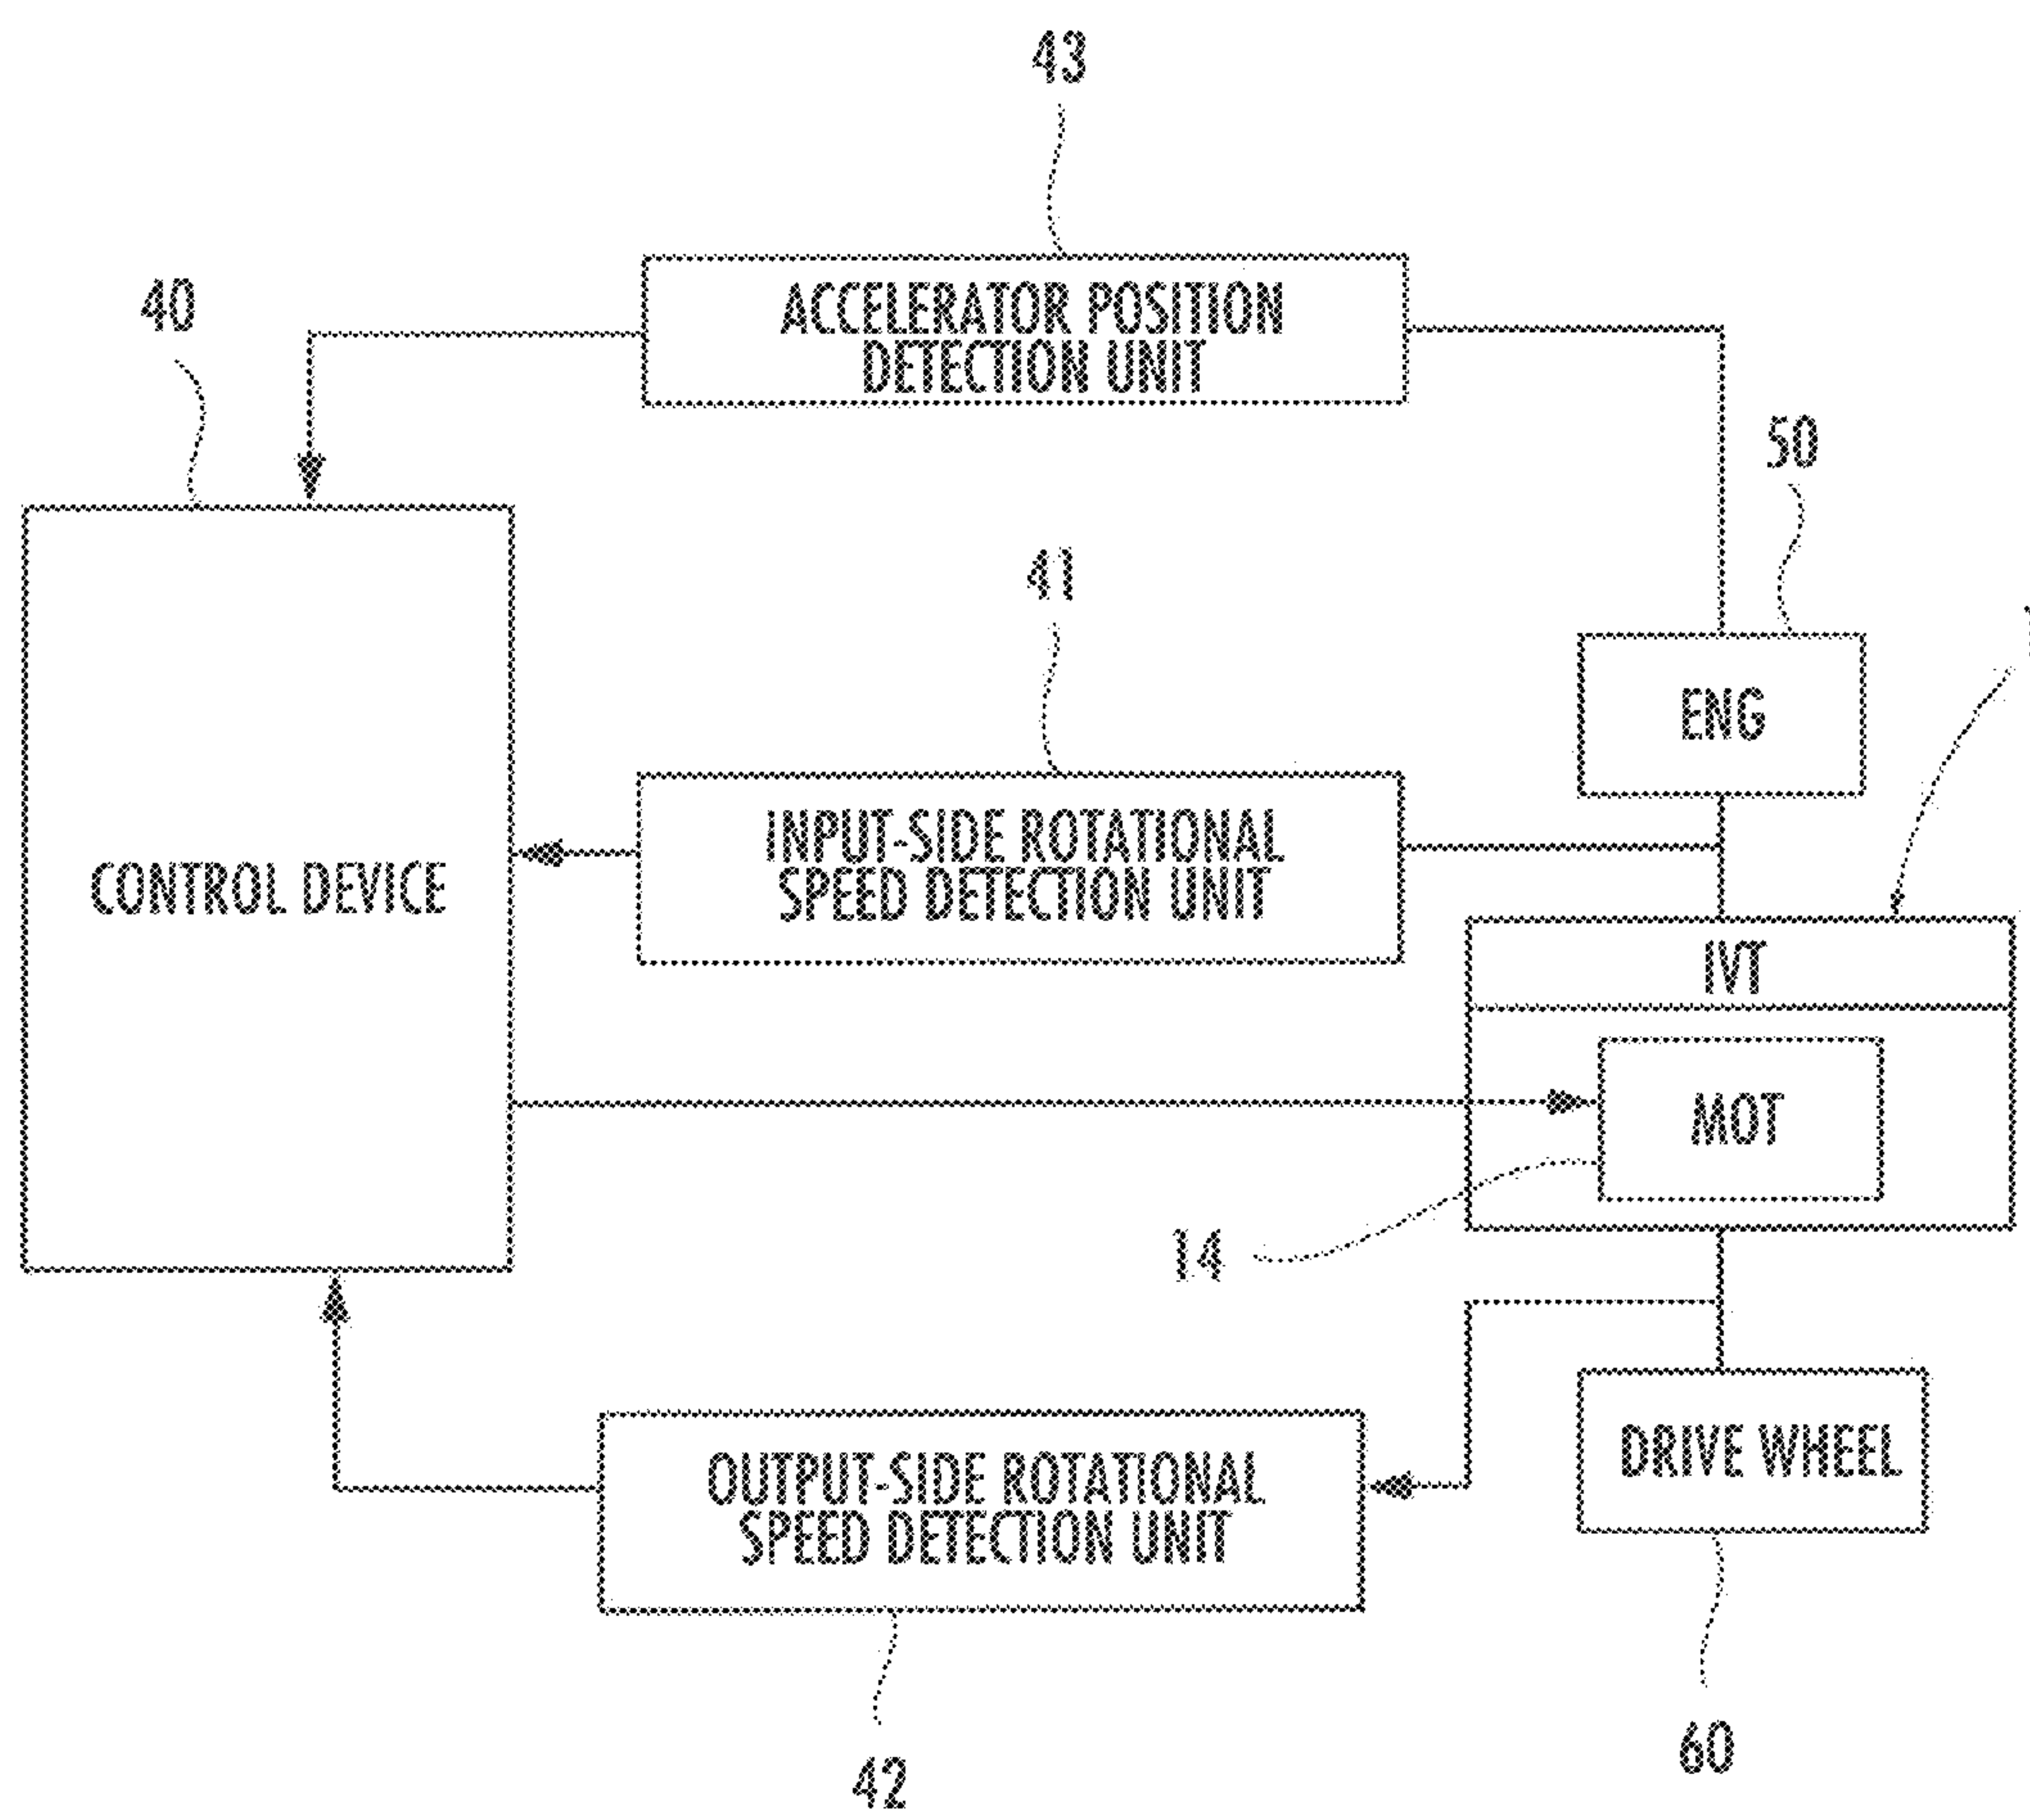 43
40
ACCELERATOR POSITION
DETECTION UNIT
50
41
ENG
INPUT-SIDE ROTATIONAL
SPEED DETECTION UNIT
CONTROL DEVICE
IVT
MOT
14
DRIVE WHEEL
OUTPUT-SIDE ROTATIONAL
SPEED DETECTION UNIT
60
42